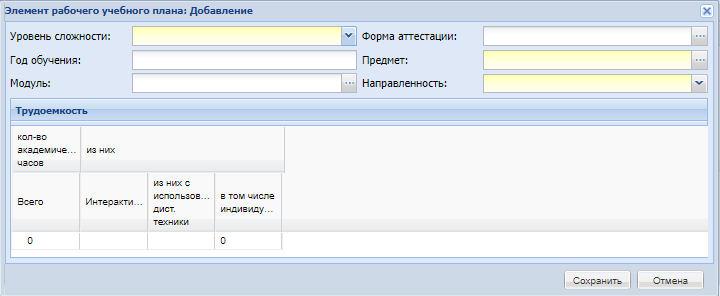 Элемент рабочего учебного плана: Добавление
Уровень сложности: Форма аттестации:
Год обучения: Предмет:
Модуль: Направленность:
Трудоемкость
кол-во
академиче...
часов
из них
Всего
Интеракти...
из них с
использов...
дист.
техники
в том числе
индивиду...
0 0
Сохранить Отмена